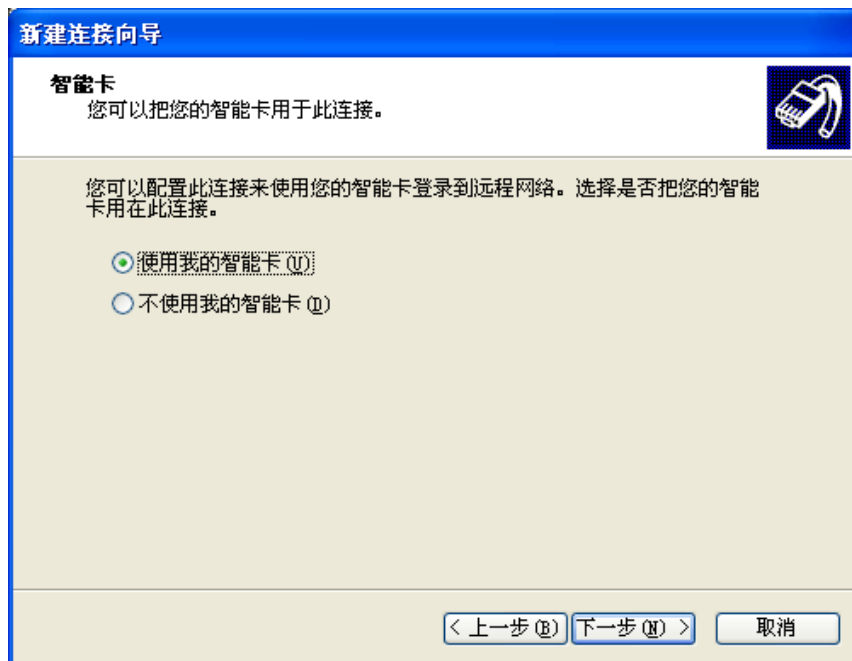 新建连接向导
智能卡
您可以把您的智能卡用于此连接。
您可以配置此连接来使用您的智能卡登录到远程网络。选择是否把您的智能
卡用在此连接。
使用我的智能卡(U)
不使用我的智能卡(D)
< 上一步(B) 下一步(N) > 取消